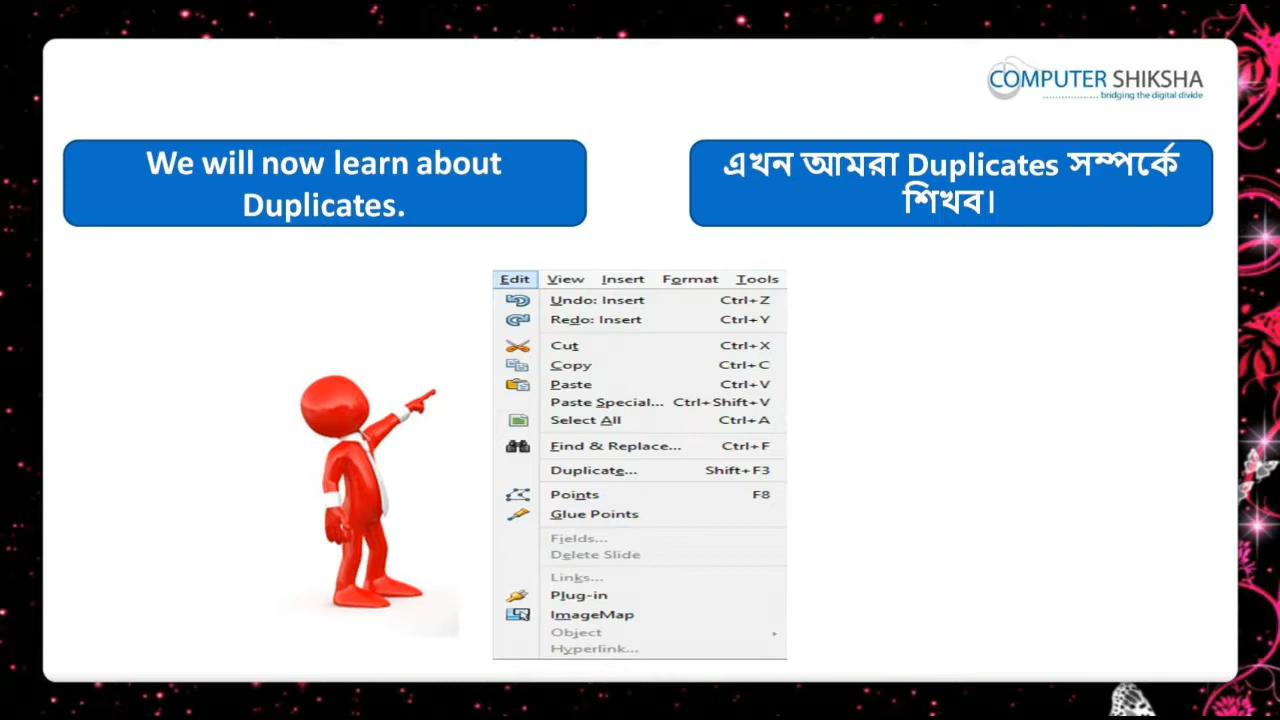 COMPUTER SHIKSHA
bridging the digital divide
We will now learn about
Duplicates.
এখন আমরা Duplicates সম্পর্কে
শিখব।
Edit View Insert Format Tools
Undo: Insert Ctrl+Z
Redo: Insert Ctrl+Y
Cut Ctrl+X
Copy Ctrl+C
Paste Ctrl+V
Paste Special... Ctrl+Shift+V
Select All Ctrl+A
Find & Replace... Ctrl+F
Duplicate... Shift+F3
Points F8
Glue Points
Fields...
Delete Slide
Links...
Plug-in
ImageMap
Object
Hyperlink...